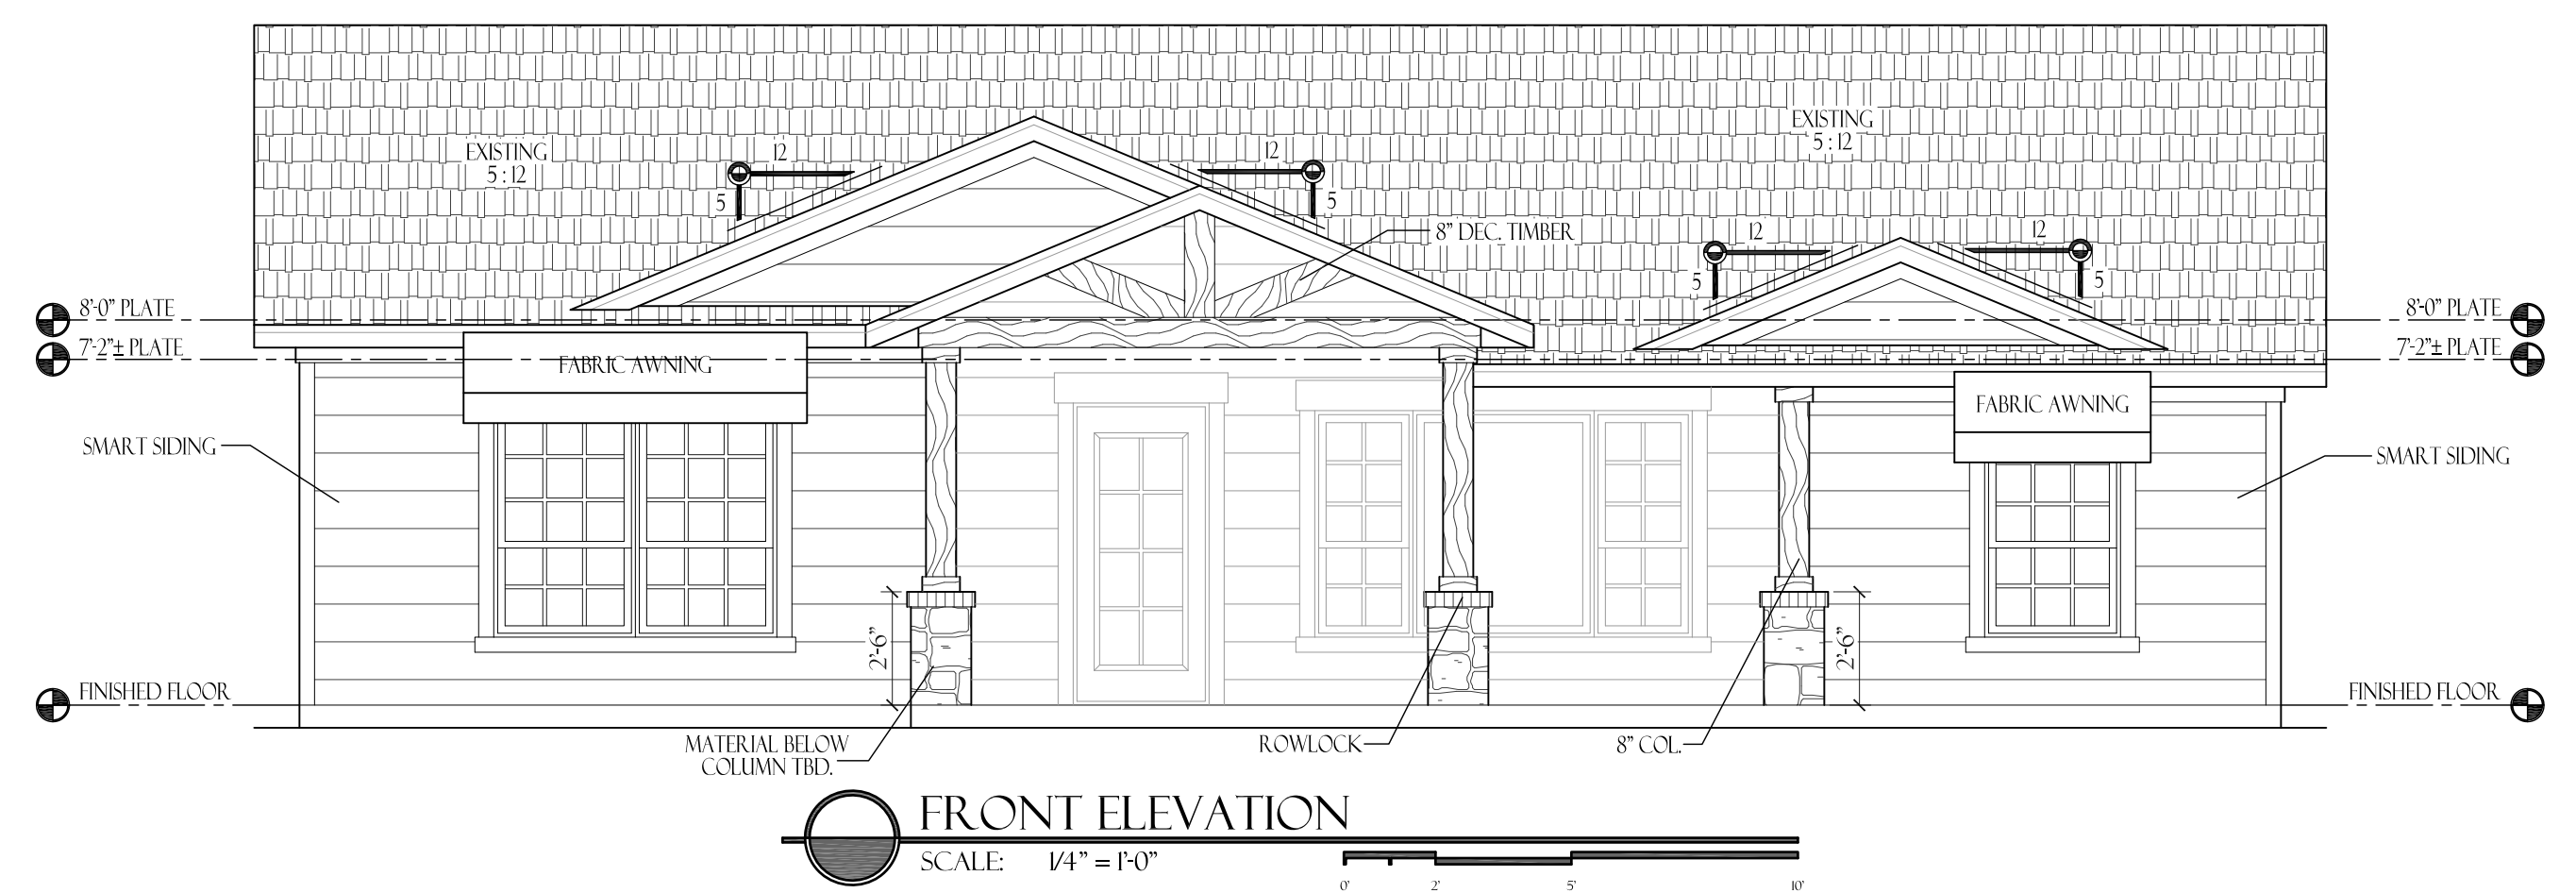 EXISTING
5 : 12
12
5
12
5
EXISTING
5 : 12
8" DEC. TIMBER
12
5
12
5
8'-0" PLATE
8'-0" PLATE
7'-2"± PLATE
7'-2"± PLATE
FABRIC AWNING
FABRIC AWNING
SMART SIDING
SMART SIDING
2'-6"
2'-6"
FINISHED FLOOR
FINISHED FLOOR
MATERIAL BELOW
COLUMN TBD.
ROWLOCK
8" COL.
FRONT ELEVATION
SCALE: 1/4" = 1'-0"
0' 2' 5' 10'